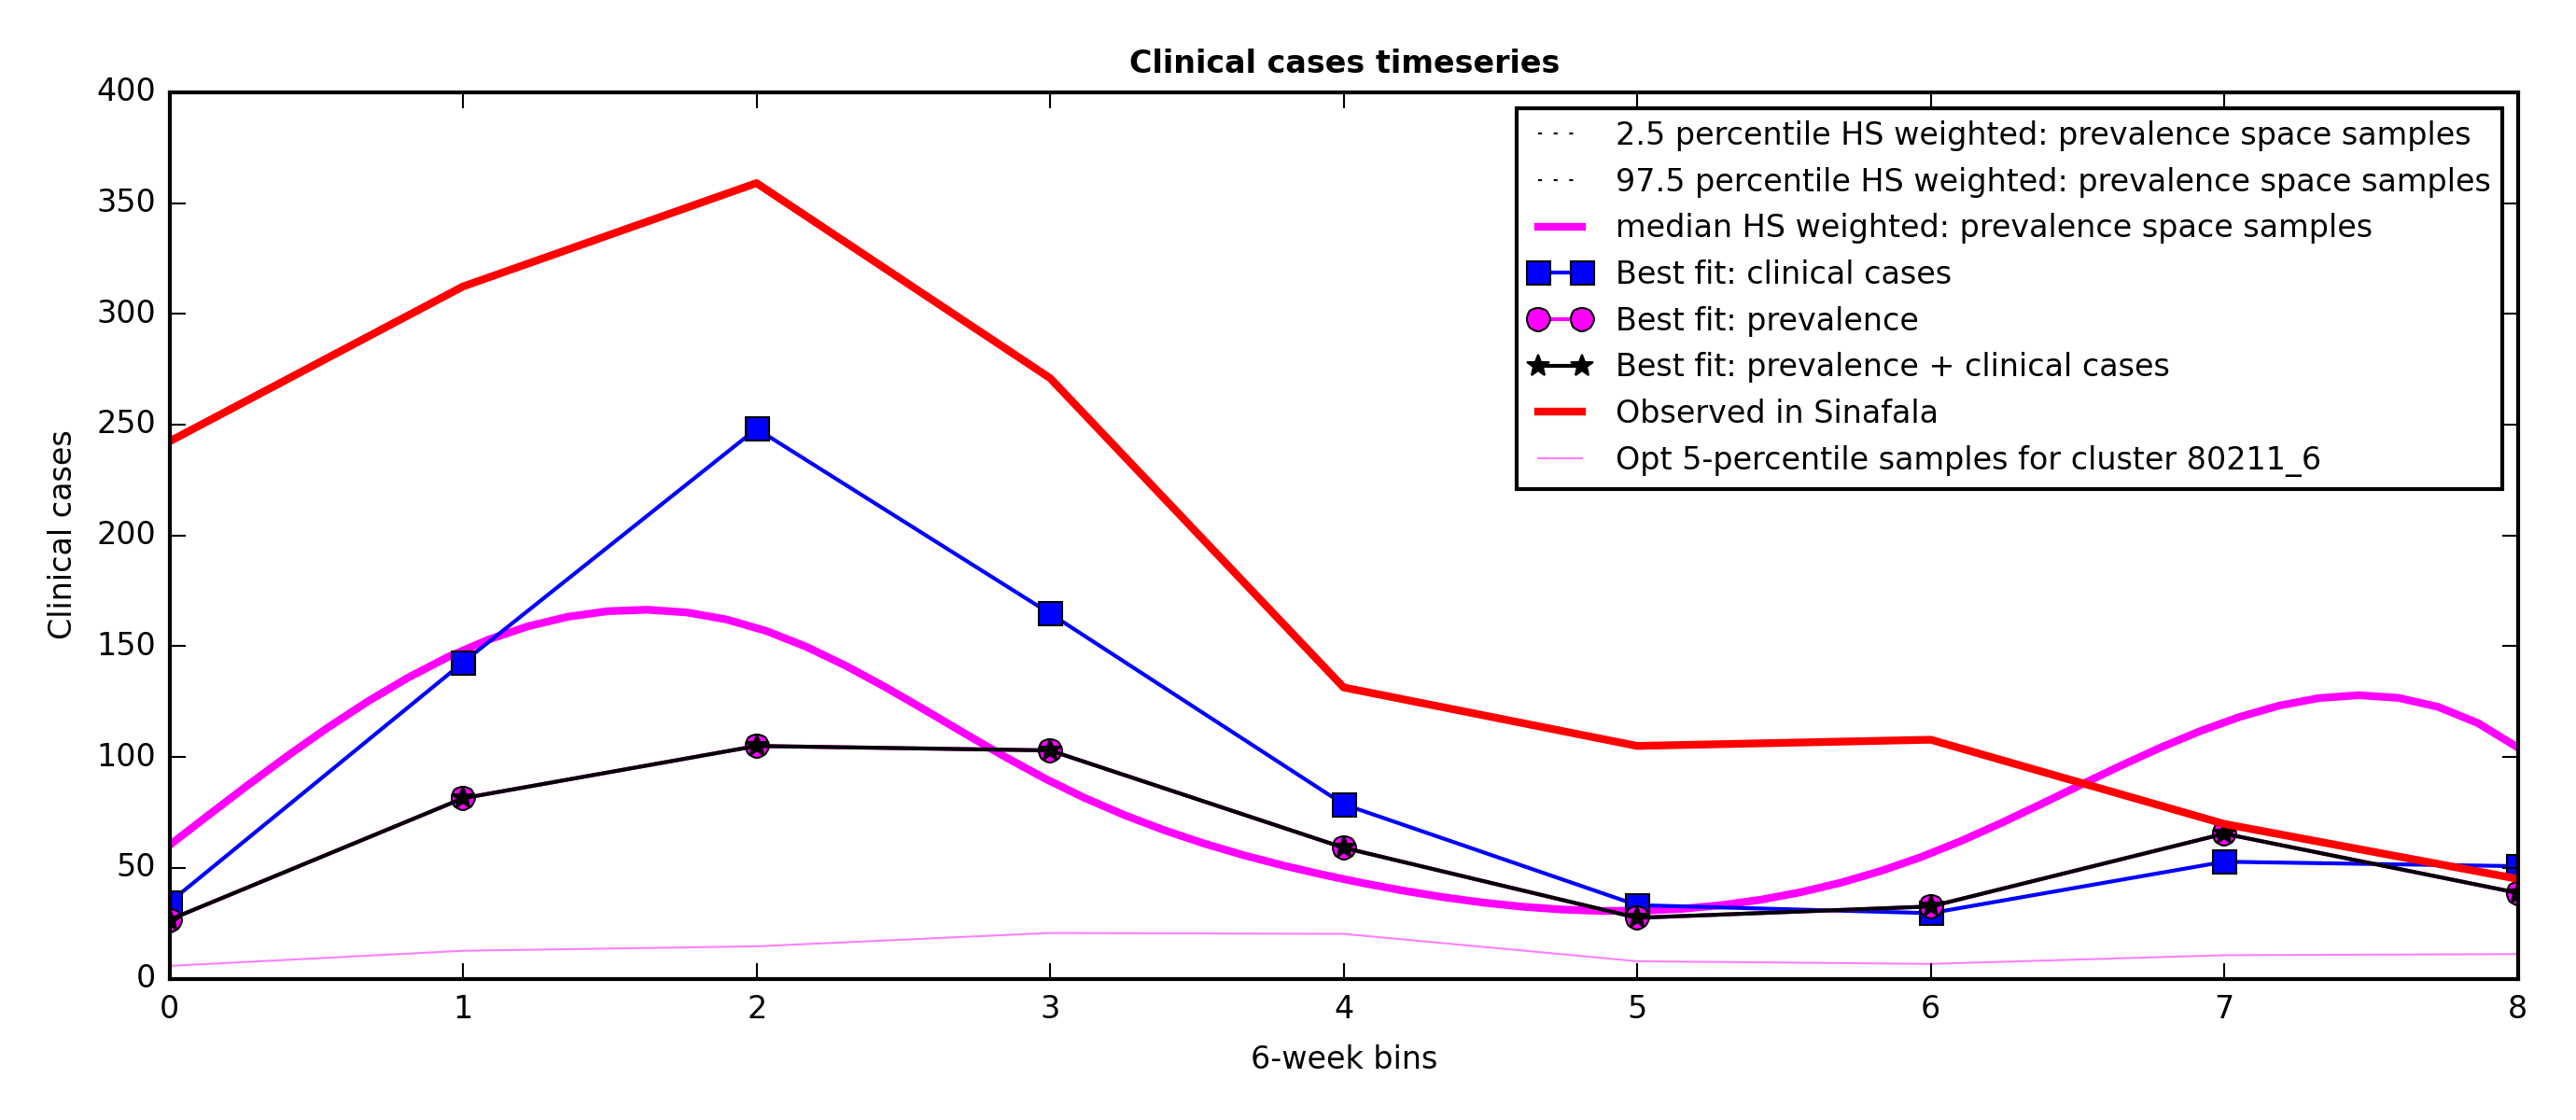 Clinical cases timeseries
400
350
300
250
200
150
100
50
0
Clinical cases
2.5 percentile HS weighted: prevalence space samples
97.5 percentile HS weighted: prevalence space samples
median HS weighted: prevalence space samples
Best fit: clinical cases
Best fit: prevalence
Best fit: prevalence + clinical cases
Observed in Sinafala
Opt 5-percentile samples for cluster 80211_6
0 1 2 3 4 5 6 7 8
6-week bins